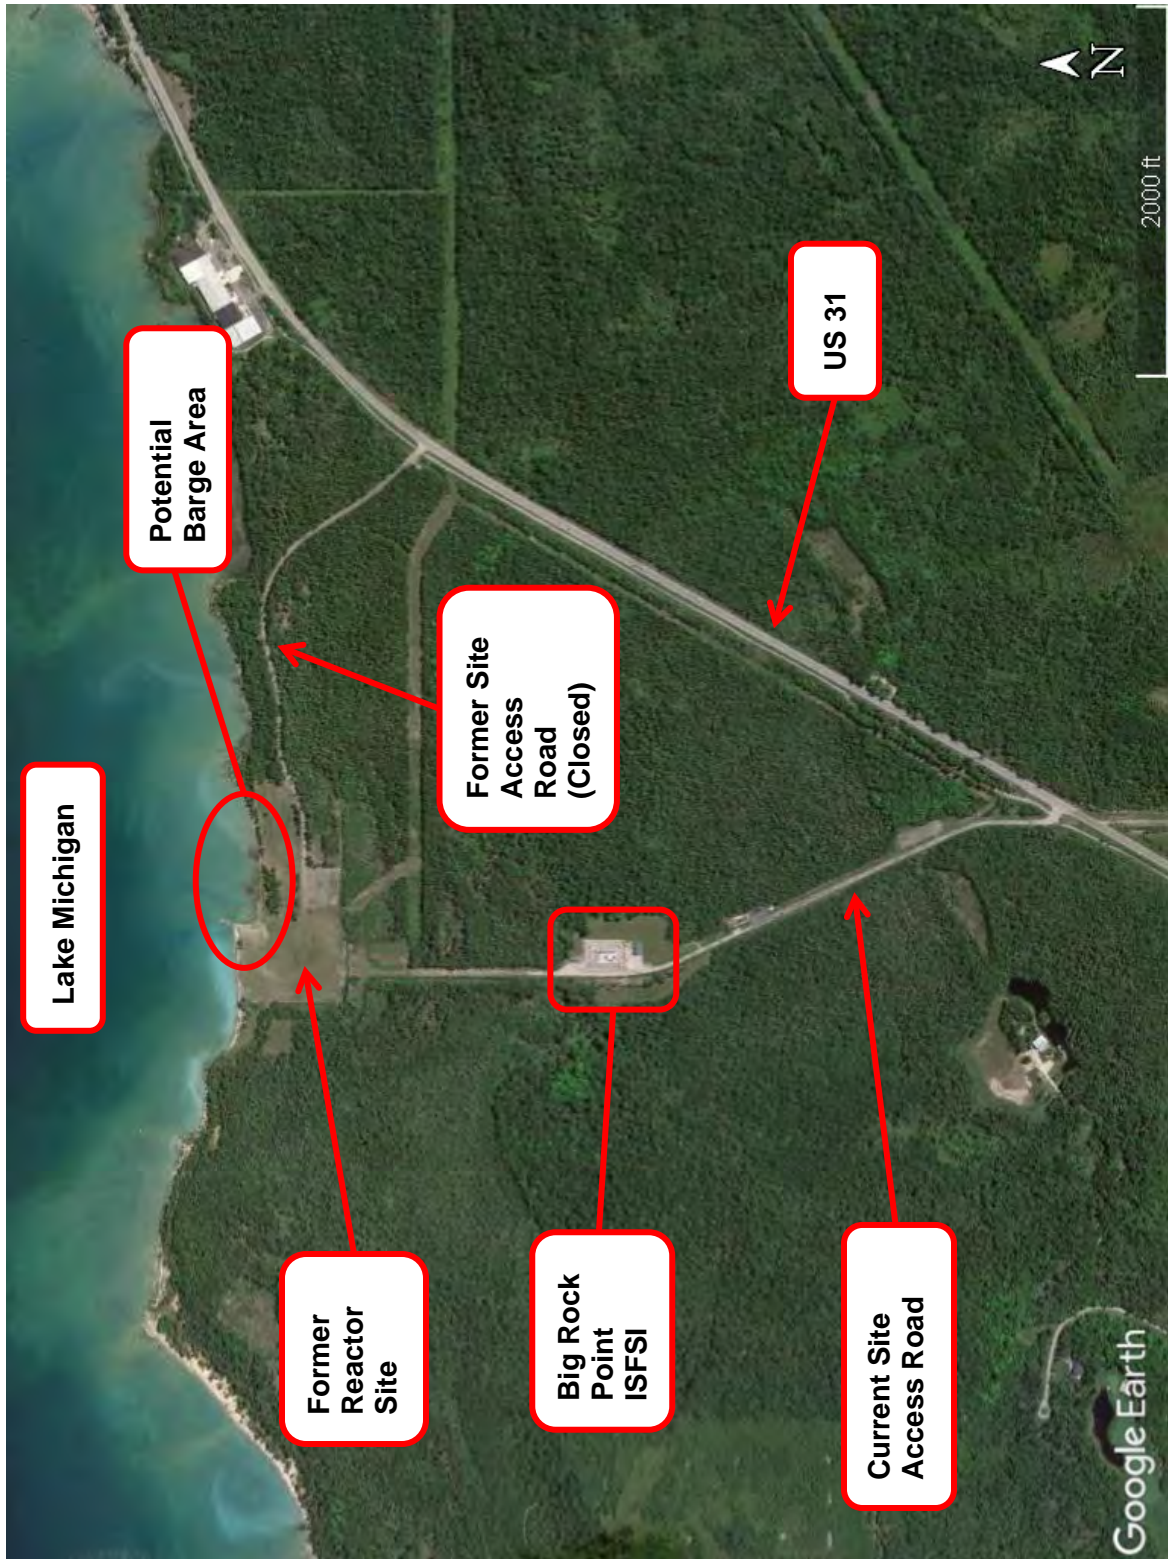 Lake Michigan
Potential
Barge Area
Former
Reactor
Site
Former Site
Access
Road
(Closed)
Big Rock
Point
ISFSI
US 31
Current Site
Access Road
N
Google Earth
2000 ft